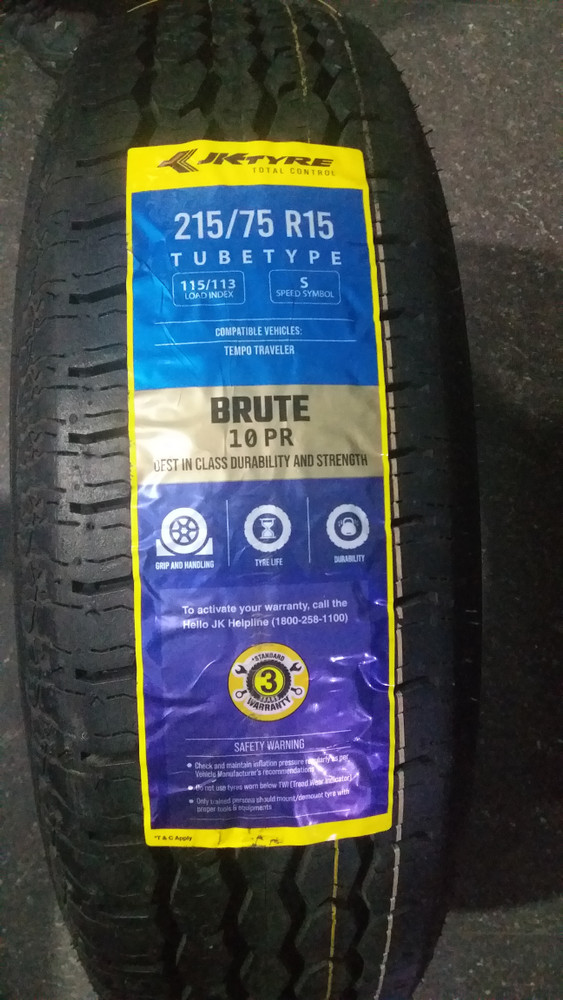 JKTYRE
TOTAL CONTROL
215/75 R15
TUBETYPE
115/113
LOAD INDEX
S
SPEED SYMBOL
COMPATIBLE VEHICLES:
TEMPO TRAVELER
BRUTE
10 PR
BEST IN CLASS DURABILITY AND STRENGTH
GRIP AND HANDLING
TYRE LIFE
DURABILITY
To activate your warranty, call the
Hello JK Helpline (1800-258-1100)
*STANDARD
3
YEARS
WARRANTY
SAFETY WARNING
Check and maintain inflation pressure regularly as per
Vehicle Manufacturer's recommendations
Do not use tyres worn below TWI (Tread Wear Indicator)
Only trained persons should mount/demount tyre with
proper tools & equipments
*T & C Apply